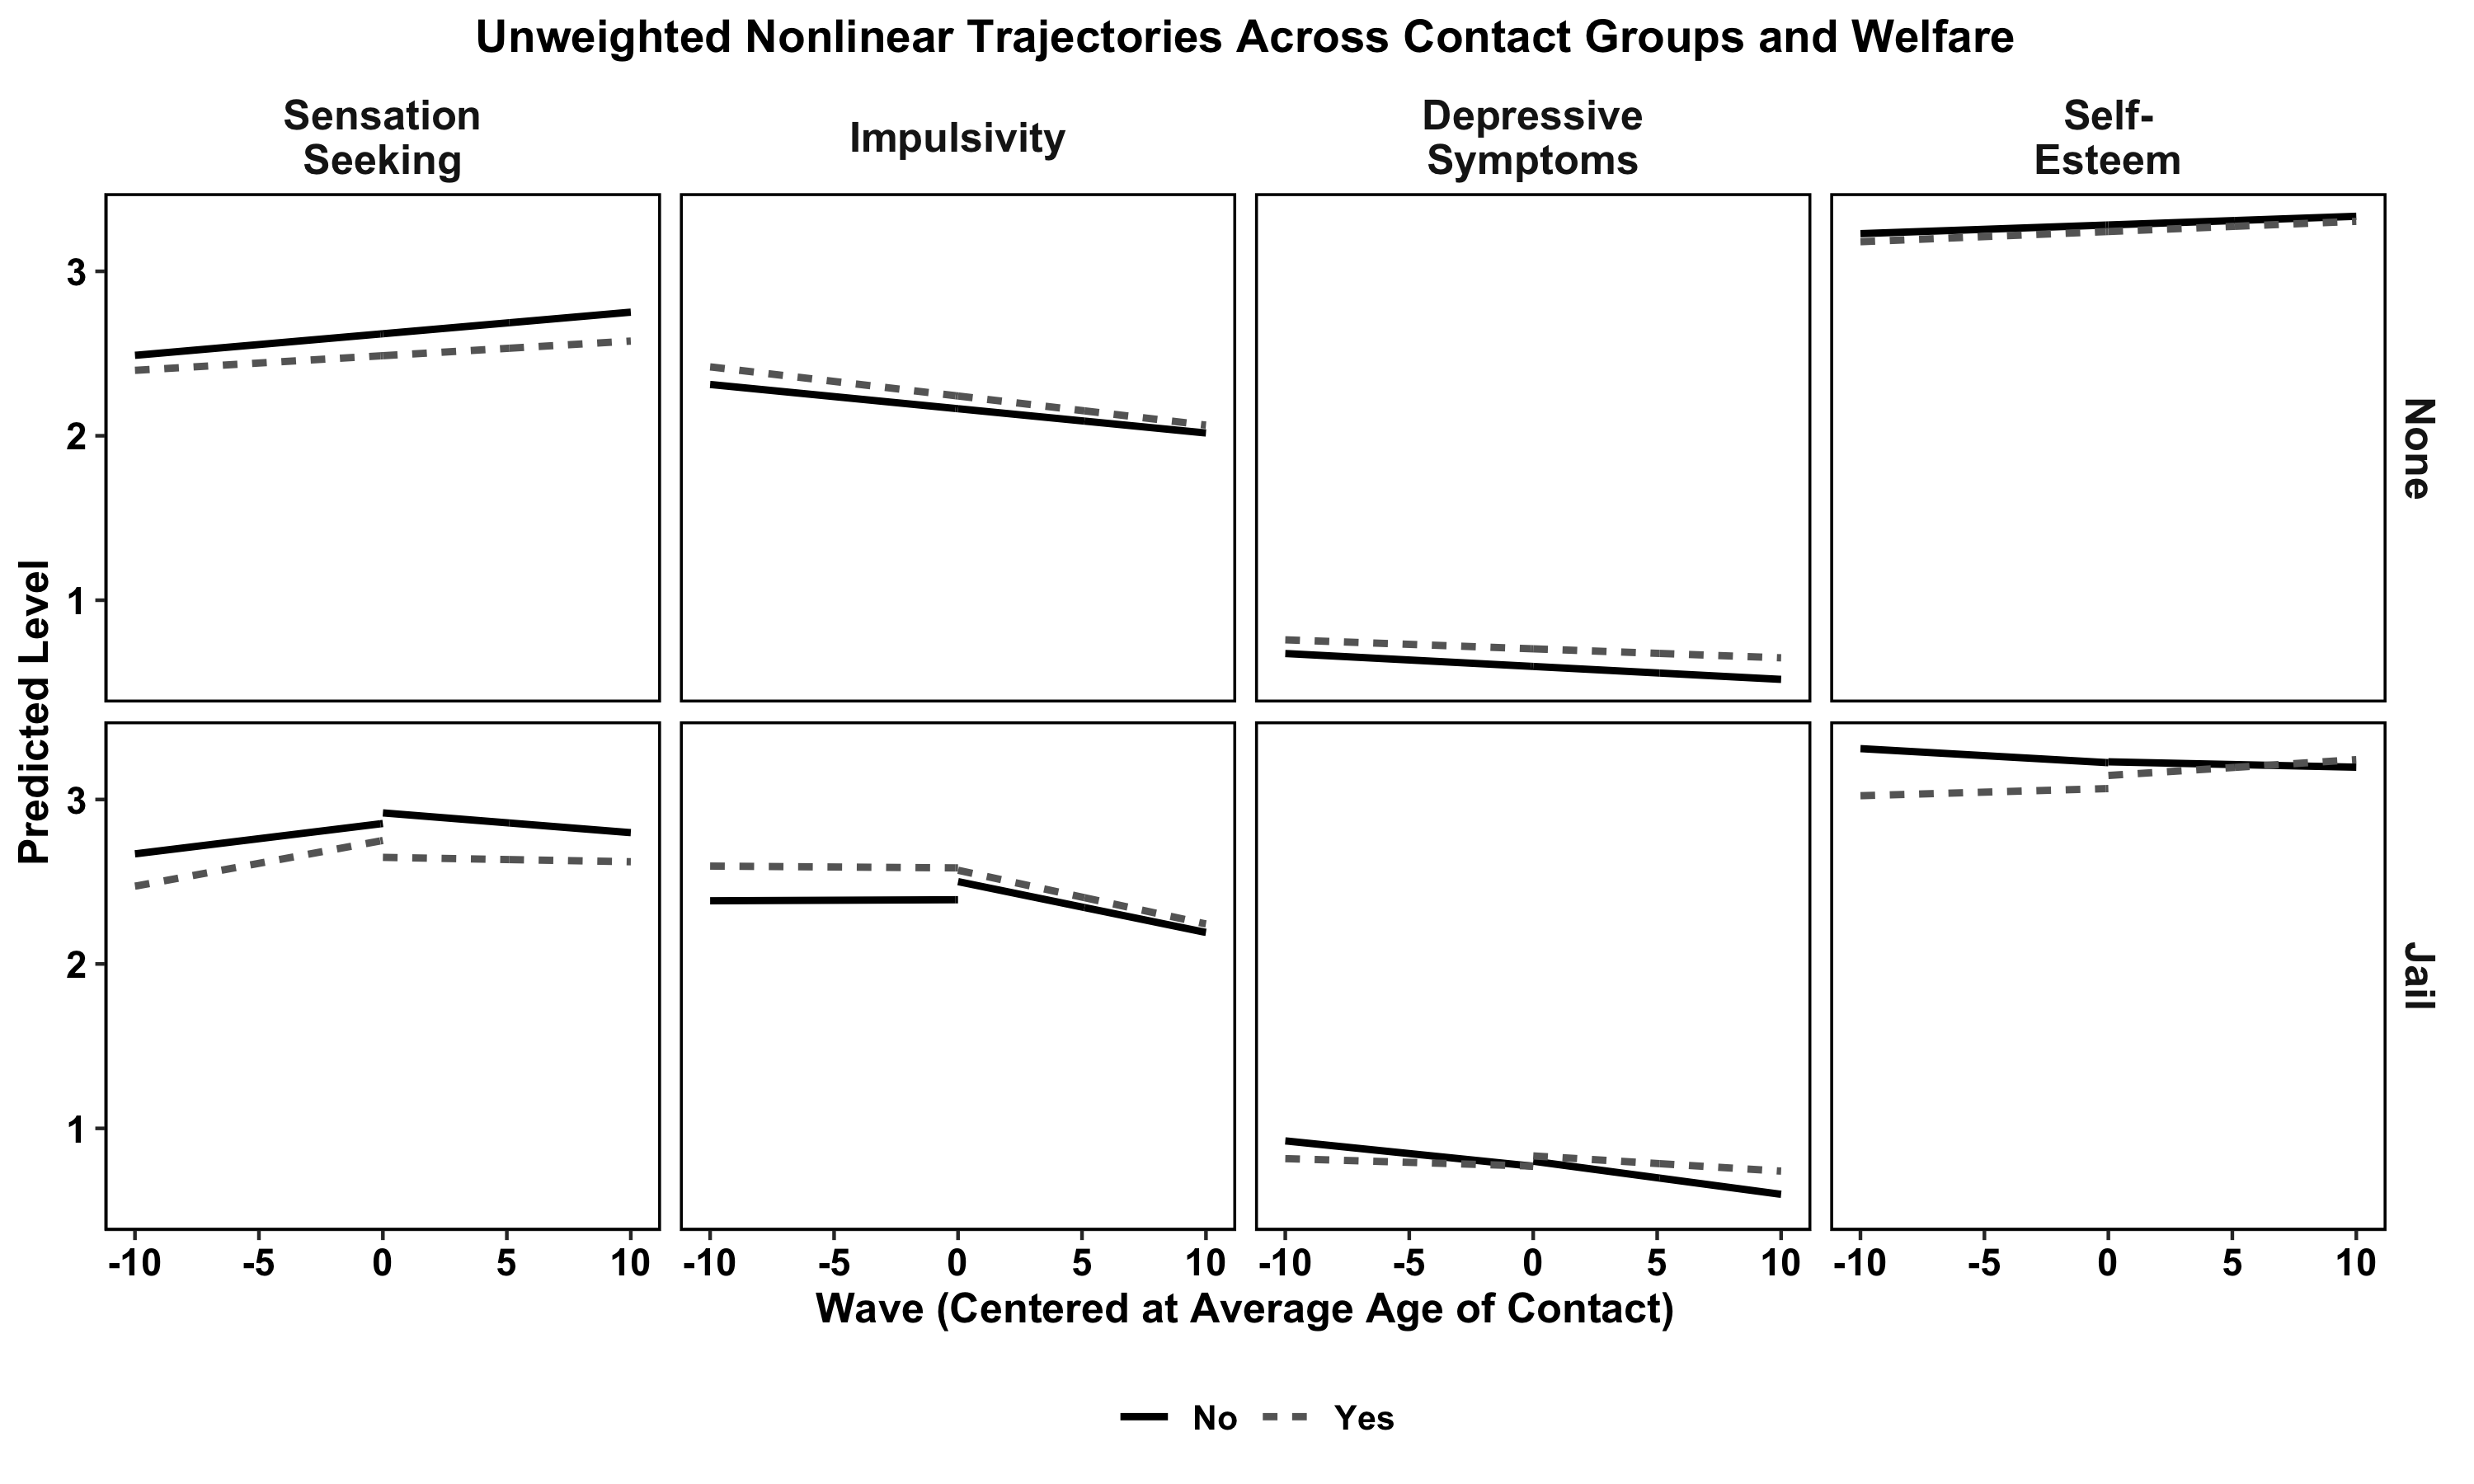 Unweighted Nonlinear Trajectories Across Contact Groups and Welfare
Sensation
Seeking
Impulsivity
Depressive
Symptoms
Self-
Esteem
Predicted Level
3
2
1
None
3
2
1
Jail
-10 -5 0 5 10 -10 -5 0 5 10 -10 -5 0 5 10 -10 -5 0 5 10
Wave (Centered at Average Age of Contact)
No Yes